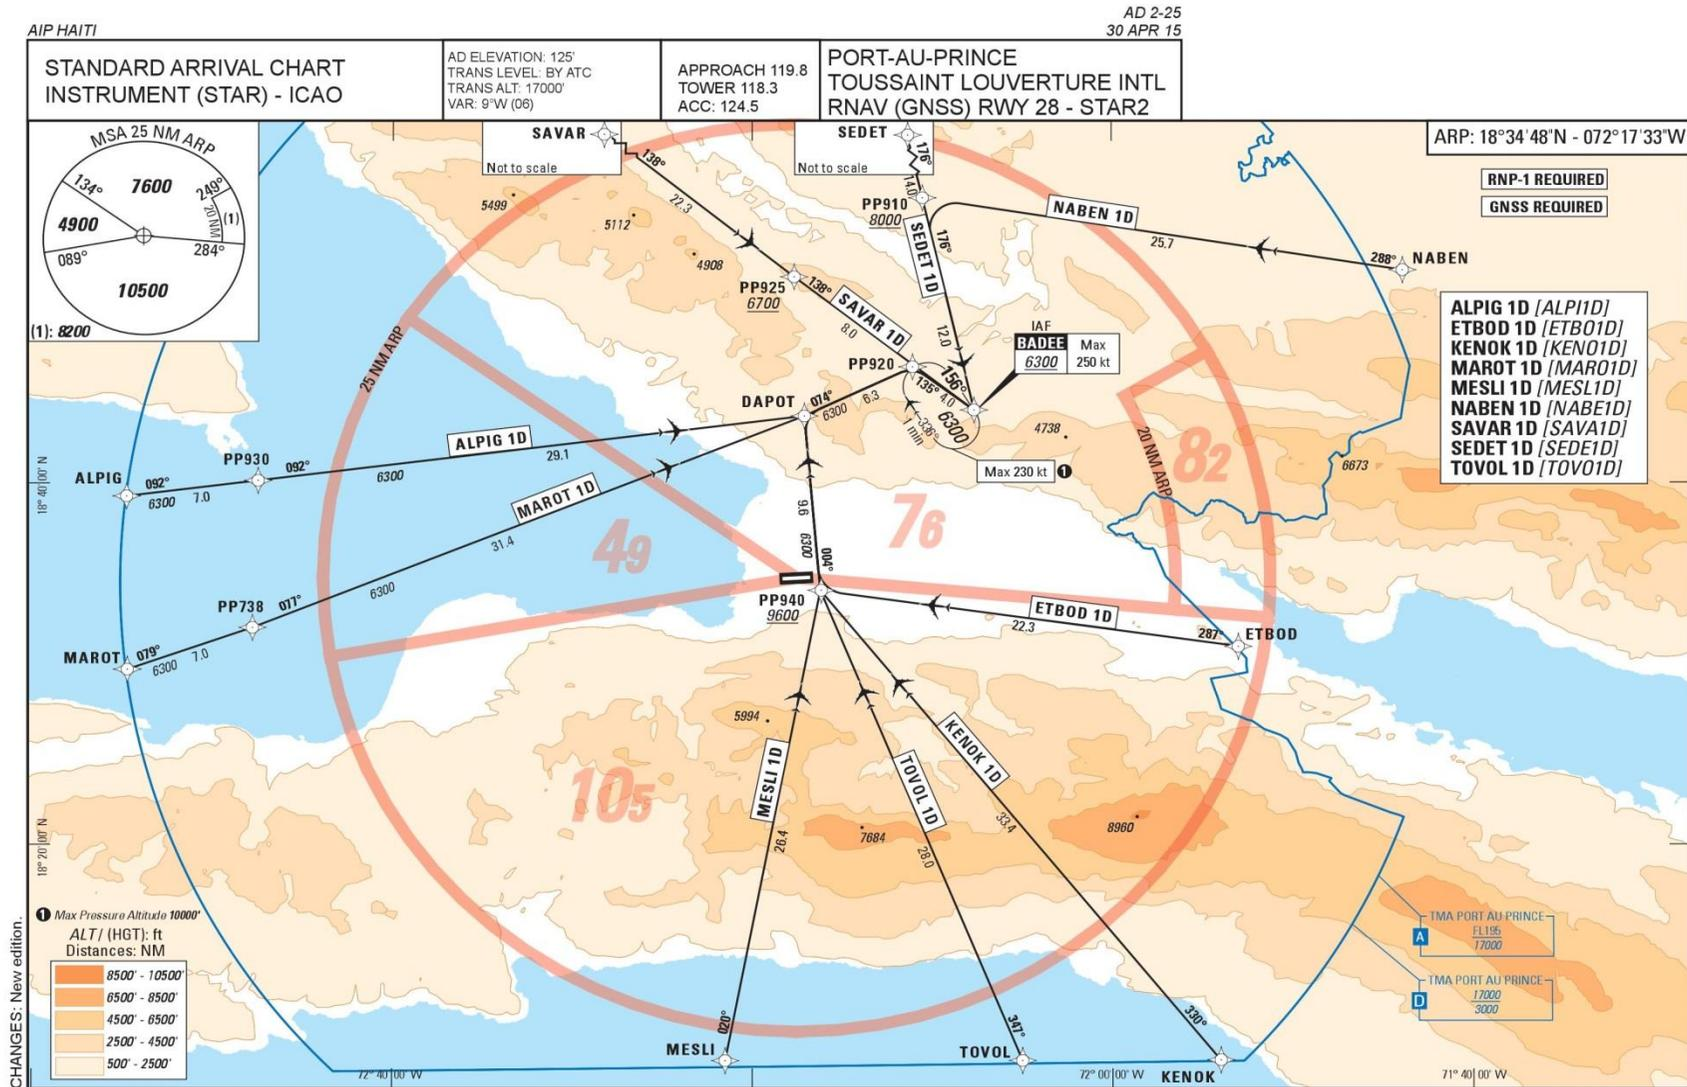 AIP HAITI
AD 2-25
30 APR 15
STANDARD ARRIVAL CHART
INSTRUMENT (STAR) - ICAO
AD ELEVATION: 125'
TRANS LEVEL: BY ATC
TRANS ALT: 17000'
VAR: 9°W (06)
APPROACH 119.8
TOWER 118.3
ACC: 124.5
PORT-AU-PRINCE
TOUSSAINT LOUVERTURE INTL
RNAV (GNSS) RWY 28 - STAR2
MSA 25 NM ARP
134°
7600
249°
20 NM
(1)
4900
089°
284°
10500
(1): 8200
SAVAR
Not to scale
SEDET
Not to scale
ARP: 18°34'48"N - 072°17'33"W
RNP-1 REQUIRED
GNSS REQUIRED
138°
22.3
176°
14.0
PP910
8000
176°
SEDET 1D
12.0
NABEN 1D
25.7
288°
NABEN
5499
5112
4908
PP925
6700
138°
SAVAR 1D
8.0
IAF
BADEE
6300
Max
250 kt
ALPIG 1D [ALPI1D]
ETBOD 1D [ETBO1D]
KENOK 1D [KENO1D]
MAROT 1D [MARO1D]
MESLI 1D [MESL1D]
NABEN 1D [NABE1D]
SAVAR 1D [SAVA1D]
SEDET 1D [SEDE1D]
TOVOL 1D [TOVO1D]
25 NM ARP
PP920
156°
135°
4.0
6300
336°
1 min
DAPOT
074°
6300
6.3
4738
Max 230 kt ❶
20 NM ARP
82
6673
ALPIG
092°
6300
7.0
PP930
092°
6300
ALPIG 1D
29.1
18° 40' 00" N
MAROT 1D
31.4
6300
49
76
9.6
6300
004°
PP738
077°
MAROT
079°
6300
7.0
PP940
9600
ETBOD 1D
22.3
287°
ETBOD
5994
MESLI 1D
26.4
TOVOL 1D
28.0
KENOK 1D
33.4
105
7684
8960
18° 20' 00" N
❶ Max Pressure Altitude 10000'
ALT/ (HGT): ft
Distances: NM
8500' - 10500'
6500' - 8500'
4500' - 6500'
2500' - 4500'
500' - 2500'
TMA PORT AU PRINCE
A
FL195
17000
TMA PORT AU PRINCE
D
17000
3000
020°
MESLI
347°
TOVOL
330°
KENOK
72° 40' 00" W
72° 00' 00" W
71° 40' 00" W
CHANGES: New edition.